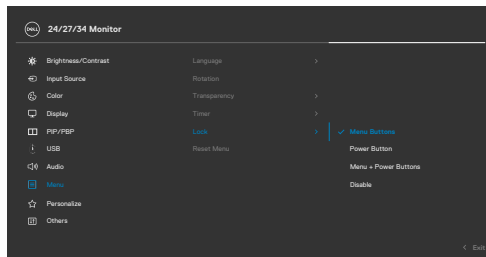 DELL 24/27/34 Monitor
Brightness/Contrast Language >
Input Source Rotation
Color Transparency >
Display Timer >
PIP/PBP Lock > ✓ Menu Buttons
USB Reset Menu Power Button
Audio Menu + Power Buttons
Menu Disable
Personalize
Others
< Exit